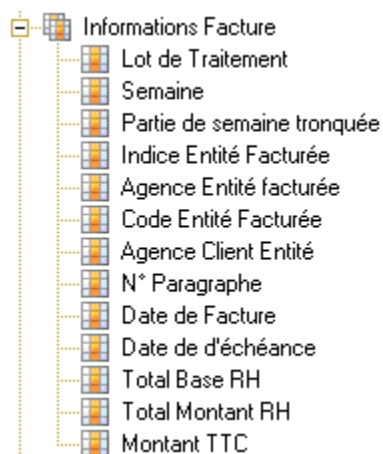 Informations Facture
Lot de Traitement
Semaine
Partie de semaine tronquée
Indice Entité Facturée
Agence Entité facturée
Code Entité Facturée
Agence Client Entité
N° Paragraphe
Date de Facture
Date de d'échéance
Total Base RH
Total Montant RH
Montant TTC